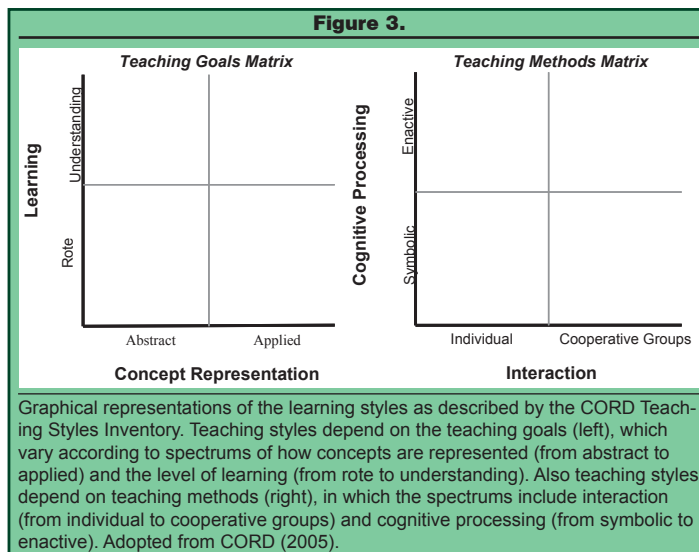 Figure 3.
Teaching Goals Matrix
Learning
Understanding
Rote
Abstract Applied
Concept Representation
Teaching Methods Matrix
Cognitive Processing
Enactive
Symbolic
Individual Cooperative Groups
Interaction
Graphical representations of the learning styles as described by the CORD Teach-
ing Styles Inventory. Teaching styles depend on the teaching goals (left), which
vary according to spectrums of how concepts are represented (from abstract to
applied) and the level of learning (from rote to understanding). Also teaching styles
depend on teaching methods (right), in which the spectrums include interaction
(from individual to cooperative groups) and cognitive processing (from symbolic to
enactive). Adopted from CORD (2005).